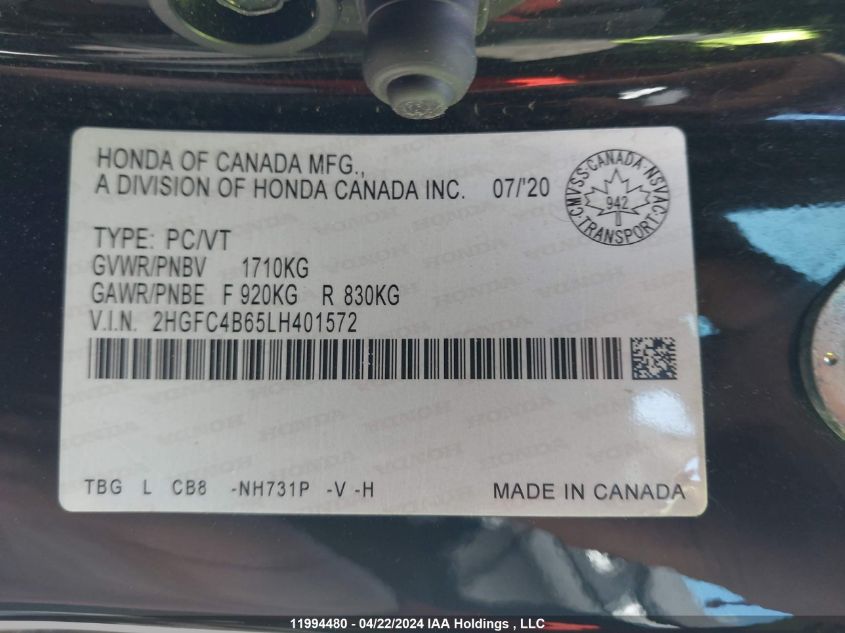 HONDA OF CANADA MFG.,
A DIVISION OF HONDA CANADA INC. 07/'20
CMVSS·CANADA·NSVAC·TRANSPORT·
942
TYPE: PC/VT
GVWR/PNBV 1710KG
GAWR/PNBE F 920KG R 830KG
V.I.N. 2HGFC4B65LH401572
TBG L CB8 -NH731P -V -H MADE IN CANADA
11994480 - 04/22/2024 IAA Holdings , LLC